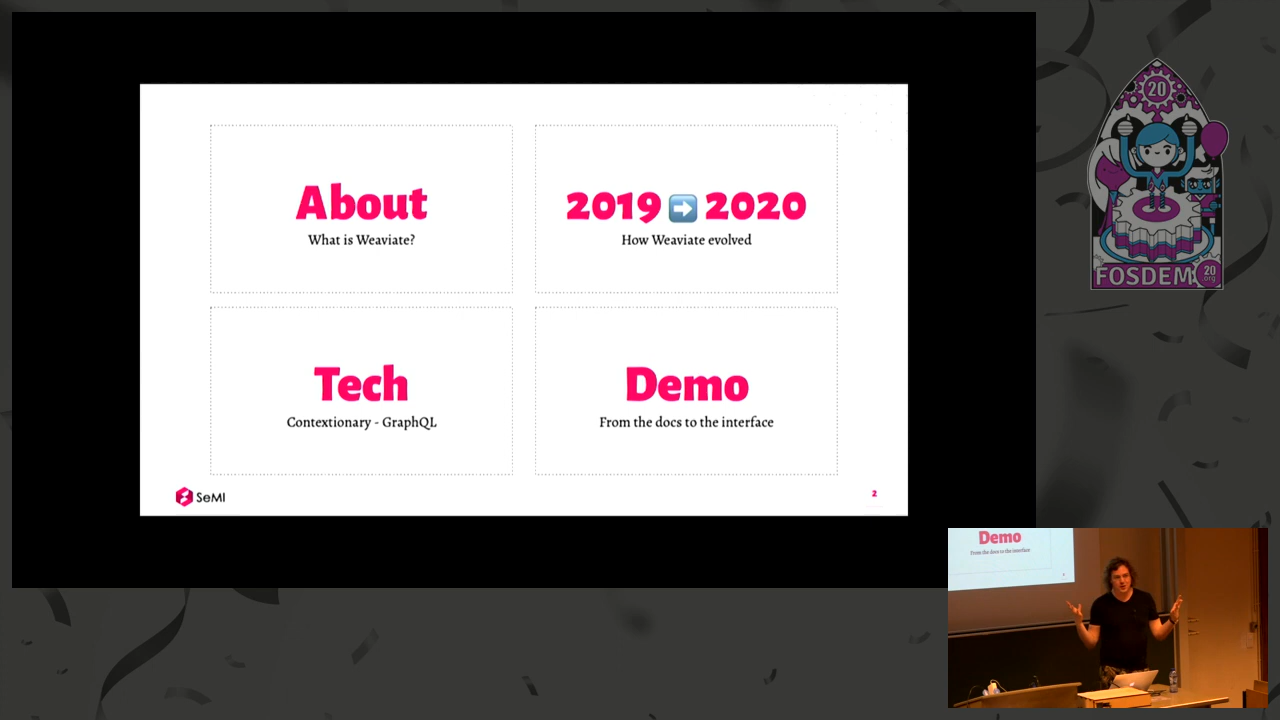 About
What is Weaviate?
2019 ➡ 2020
How Weaviate evolved
Tech
Contextionary - GraphQL
Demo
From the docs to the interface
SeMI
2
20
FOSDEM
20
.org
Demo
From the docs to the interface